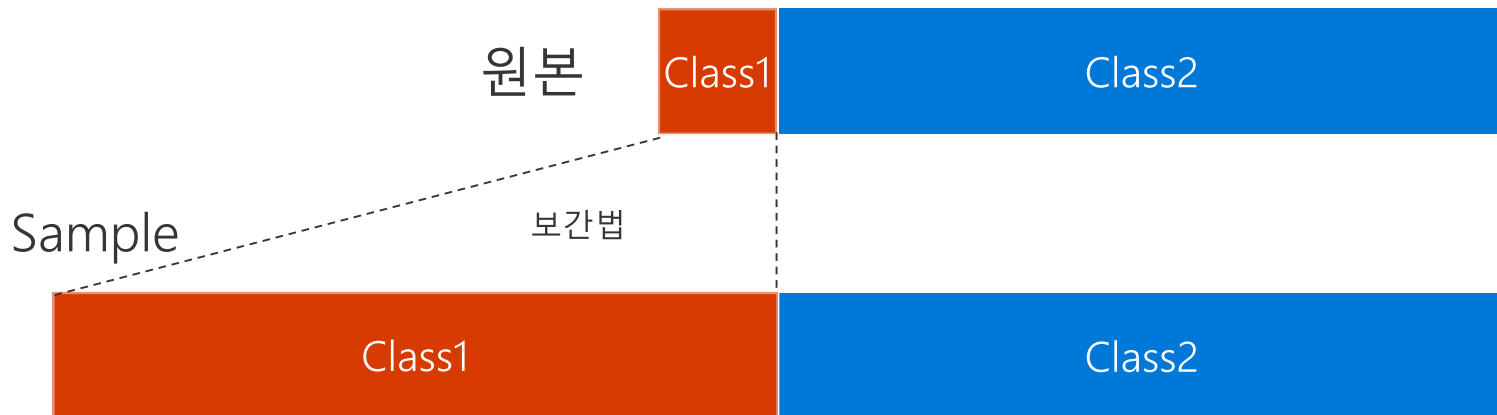 원본
Class1
Class2
Sample
보간법
Class1
Class2